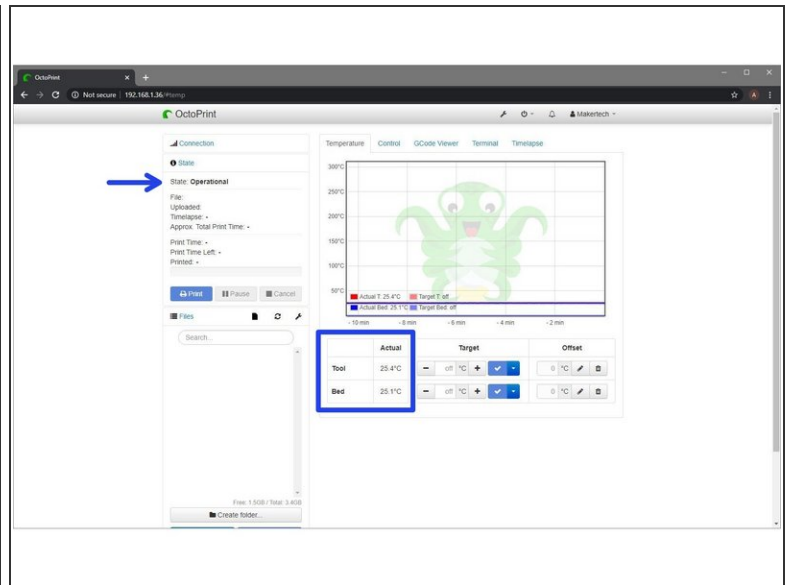 OctoPrint
Not secure | 192.168.1.36/#temp
OctoPrint
Makertech
Connection
State
State: Operational
File:
Uploaded:
Timelapse: -
Approx. Total Print Time: -
Print Time: -
Print Time Left: -
Printed: -
Print Pause Cancel
Files
Search...
Free: 1.5GB / Total: 3.4GB
Create folder...
Temperature Control GCode Viewer Terminal Timelapse
300°C
250°C
200°C
150°C
100°C
50°C
Actual T: 25.4°C Target T: off
Actual Bed: 25.1°C Target Bed: off
- 10 min - 8 min - 6 min - 4 min - 2 min
Actual Target Offset
Tool 25.4°C off °C 0 °C
Bed 25.1°C off °C 0 °C